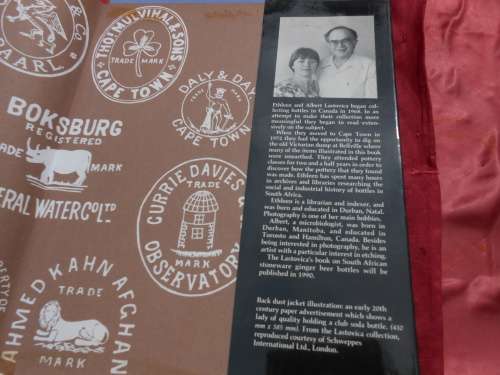 & Co.
PAARL
THOS MULVIHAL & SONS
TRADE MARK
CAPE TOWN
DALY & DAL
TRADE MARK
CAPE TOWN
BOKSBURG
REGISTERED
MARK
ERAL WATER Co LTD
CURRIE DAVIES
TRADE
MARK
OBSERVATORY
AHMED KAHN AFGHAN
TRADE
MARK
Ethleen and Albert Lastovica began col-
lecting bottles in Canada in 1968. In an
attempt to make their collection more
meaningful they began to read exten-
sively on the subject.
When they moved to Cape Town in
1972 they had the opportunity to dig on
the old Victorian dump at Bellville where
many of the items illustrated in this book
were unearthed. They attended pottery
classes for two and a half years in order to
discover how the pottery that they found
was made. Ethleen has spent many hours
in archives and libraries researching the
social and industrial history of bottles in
South Africa.
Ethleen is a librarian and indexer, and
was born and educated in Durban, Natal.
Photography is one of her main hobbies.
Albert, a microbiologist, was born in
Durham, Manitoba, and educated in
Toronto and Hamilton, Canada. Besides
being interested in photography, he is an
artist with a particular interest in etching.
The Lastovica's book on South African
stoneware ginger beer bottles will be
published in 1990.
Back dust jacket illustration: an early 20th
century paper advertisement which shows a
lady of quality holding a club soda bottle. (432
mm x 585 mm). From the Lastovica collection,
reproduced courtesy of Schweppes
International Ltd., London.